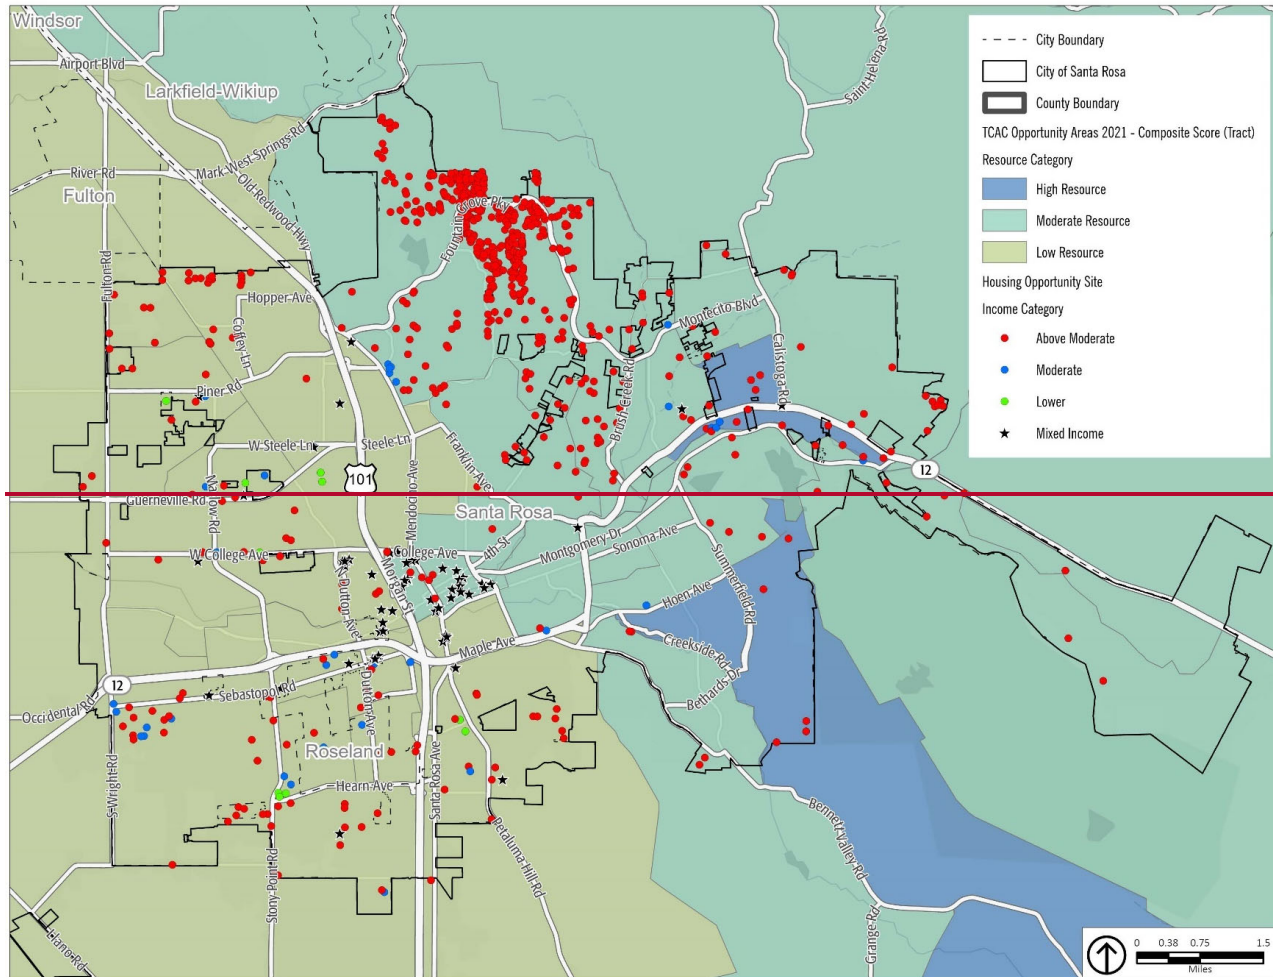 Windsor
Airport Blvd
Larkfield-Wikiup
Saint Helena Rd
Mark West Springs Rd
River Rd
Fulton
Old Redwood Hwy
Fountain Grove Pky
Fulton Rd
Hopper Ave
Coffey Ln
Montecito Blvd
Calistoga Rd
Piner Rd
Brush Creek Rd
W Steele Ln
Steele Ln
Franklin Ave
101
12
Mendocino Ave
Marlow Rd
Guerneville Rd
Santa Rosa
W College Ave
College Ave
4th St
Montgomery Dr
Sonoma Ave
Summerfield Rd
N Dutton Ave
Morgan St
Hoen Ave
Maple Ave
Creekside Rd
Bethards Dr
12
Sebastopol Rd
Occidental Rd
Dutton Ave
Roseland
S Wright Rd
Hearn Ave
Santa Rosa Ave
Stony Point Rd
Petaluma Hill Rd
Bennett Valley Rd
Grange Rd
Llano Rd
City Boundary
City of Santa Rosa
County Boundary
TCAC Opportunity Areas 2021 - Composite Score (Tract)
Resource Category
High Resource
Moderate Resource
Low Resource
Housing Opportunity Site
Income Category
Above Moderate
Moderate
Lower
Mixed Income
0 0.38 0.75 1.5
Miles